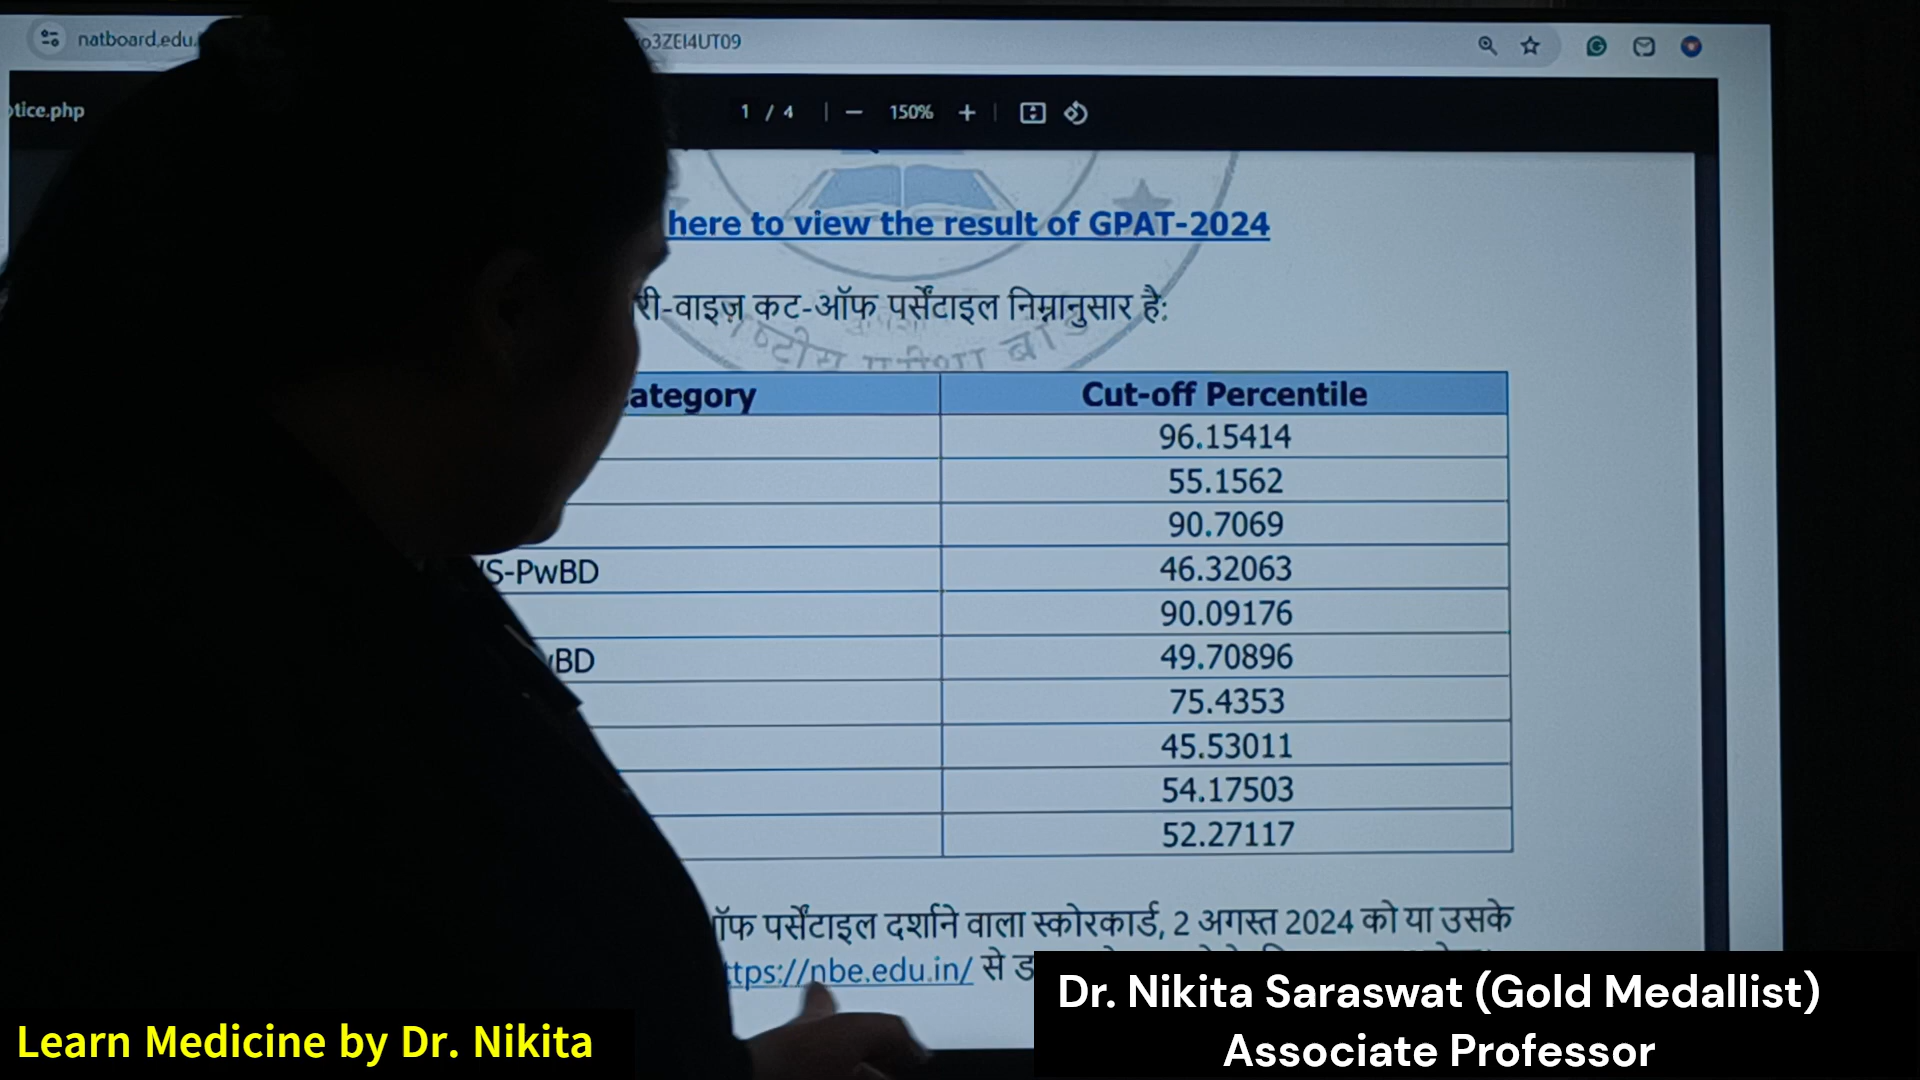 natboard.edu. o3ZEI4UT09
tice.php 1 / 4 150%
here to view the result of GPAT-2024
री-वाइज़ कट-ऑफ पर्सेंटाइल निम्नानुसार है:
ategory Cut-off Percentile
96.15414
55.1562
90.7069
S-PwBD 46.32063
90.09176
BD 49.70896
75.4353
45.53011
54.17503
52.27117
ऑफ पर्सेंटाइल दर्शाने वाला स्कोरकार्ड, 2 अगस्त 2024 को या उसके
ttps://nbe.edu.in/ से
Dr. Nikita Saraswat (Gold Medallist)
Associate Professor
Learn Medicine by Dr. Nikita